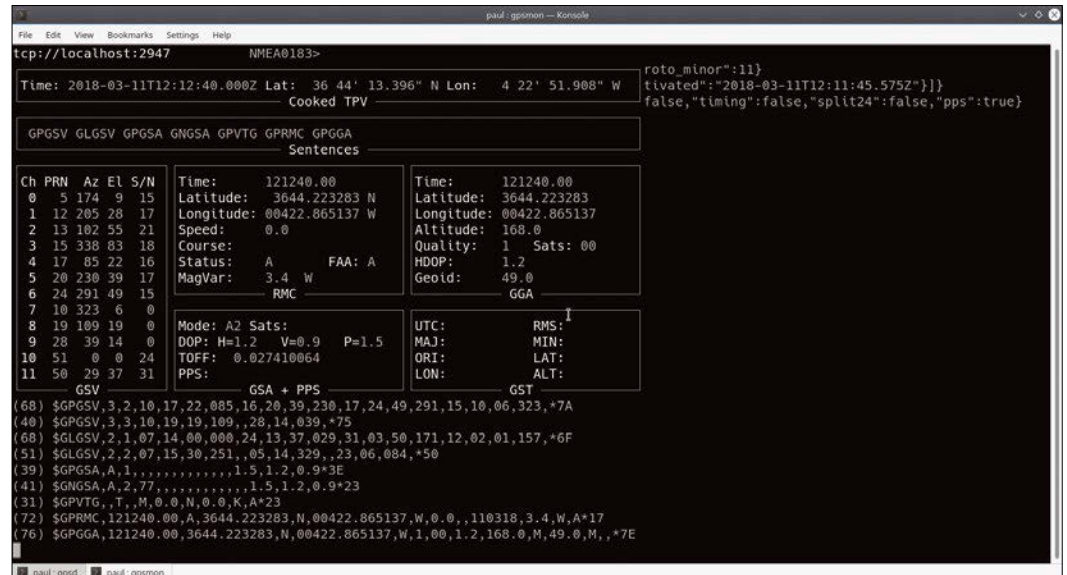 paul : gpsmon — Konsole
File Edit View Bookmarks Settings Help
tcp://localhost:2947 NMEA0183>
roto_minor":11}
Time: 2018-03-11T12:12:40.000Z Lat: 36 44' 13.396" N Lon: 4 22' 51.908" W
tivated":"2018-03-11T12:11:45.575Z"}]}
Cooked TPV
false,"timing":false,"split24":false,"pps":true}
GPGSV GLGSV GPGSA GNGSA GPVTG GPRMC GPGGA
Sentences
Ch PRN Az El S/N
0 5 174 9 15
1 12 205 28 17
2 13 102 55 21
3 15 338 83 18
4 17 85 22 16
5 20 230 39 17
6 24 291 49 15
7 10 323 6 0
8 19 109 19 0
9 28 39 14 0
10 51 0 0 24
11 50 29 37 31
GSV
Time: 121240.00
Latitude: 3644.223283 N
Longitude: 00422.865137 W
Speed: 0.0
Course:
Status: A FAA: A
MagVar: 3.4 W
RMC
Time: 121240.00
Latitude: 3644.223283
Longitude: 00422.865137
Altitude: 168.0
Quality: 1 Sats: 00
HDOP: 1.2
Geoid: 49.0
GGA
Mode: A2 Sats:
DOP: H=1.2 V=0.9 P=1.5
TOFF: 0.027410064
PPS:
GSA + PPS
UTC: RMS:
MAJ: MIN:
ORI: LAT:
LON: ALT:
GST
(68) $GPGSV,3,2,10,17,22,085,16,20,39,230,17,24,49,291,15,10,06,323,*7A
(40) $GPGSV,3,3,10,19,19,109,,28,14,039,*75
(68) $GLGSV,2,1,07,14,00,000,24,13,37,029,31,03,50,171,12,02,01,157,*6F
(51) $GLGSV,2,2,07,15,30,251,,05,14,329,,23,06,084,*50
(39) $GPGSA,A,1,,,,,,,,,,,,,1.5,1.2,0.9*3E
(41) $GNGSA,A,2,77,,,,,,,,,,,,1.5,1.2,0.9*23
(31) $GPVTG,,T,,M,0.0,N,0.0,K,A*23
(72) $GPRMC,121240.00,A,3644.223283,N,00422.865137,W,0.0,,110318,3.4,W,A*17
(76) $GPGGA,121240.00,3644.223283,N,00422.865137,W,1,00,1.2,168.0,M,49.0,M,,*7E
paul : gpsd paul : gpsmon